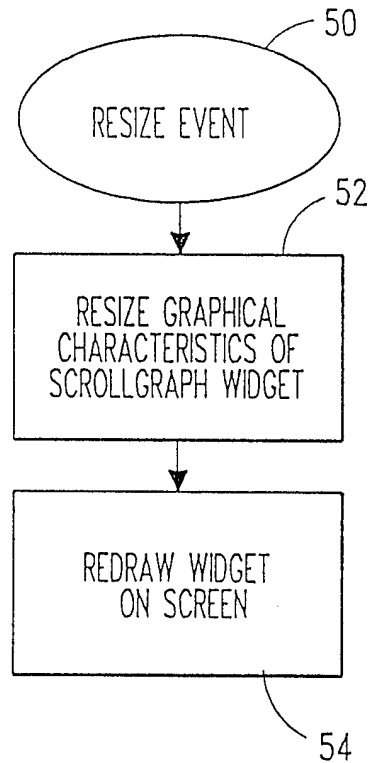 50
RESIZE EVENT
52
RESIZE GRAPHICAL
CHARACTERISTICS OF
SCROLLGRAPH WIDGET
REDRAW WIDGET
ON SCREEN
54